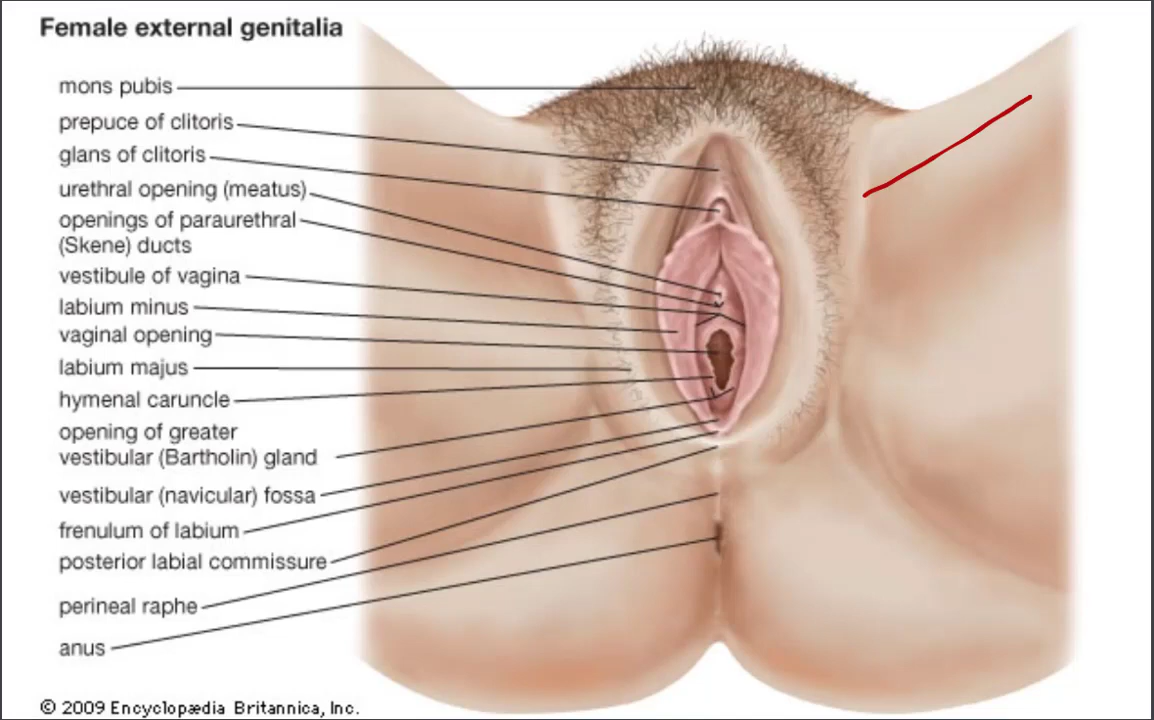 Female external genitalia
mons pubis
prepuce of clitoris
glans of clitoris
urethral opening (meatus)
openings of paraurethral
(Skene) ducts
vestibule of vagina
labium minus
vaginal opening
labium majus
hymenal caruncle
opening of greater
vestibular (Bartholin) gland
vestibular (navicular) fossa
frenulum of labium
posterior labial commissure
perineal raphe
anus
© 2009 Encyclopædia Britannica, Inc.